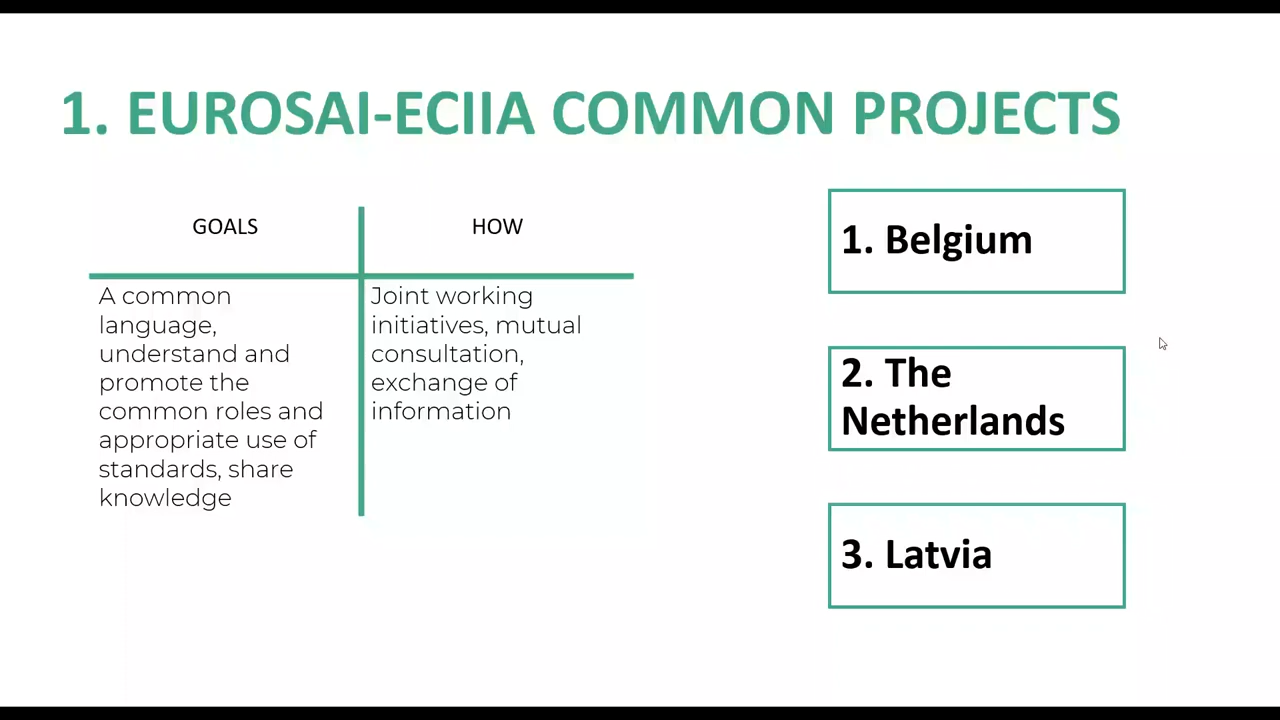 1. EUROSAI-ECIIA COMMON PROJECTS
GOALS
A common
language,
understand and
promote the
common roles and
appropriate use of
standards, share
knowledge
HOW
Joint working
initiatives, mutual
consultation,
exchange of
information
1. Belgium
2. The
Netherlands
3. Latvia